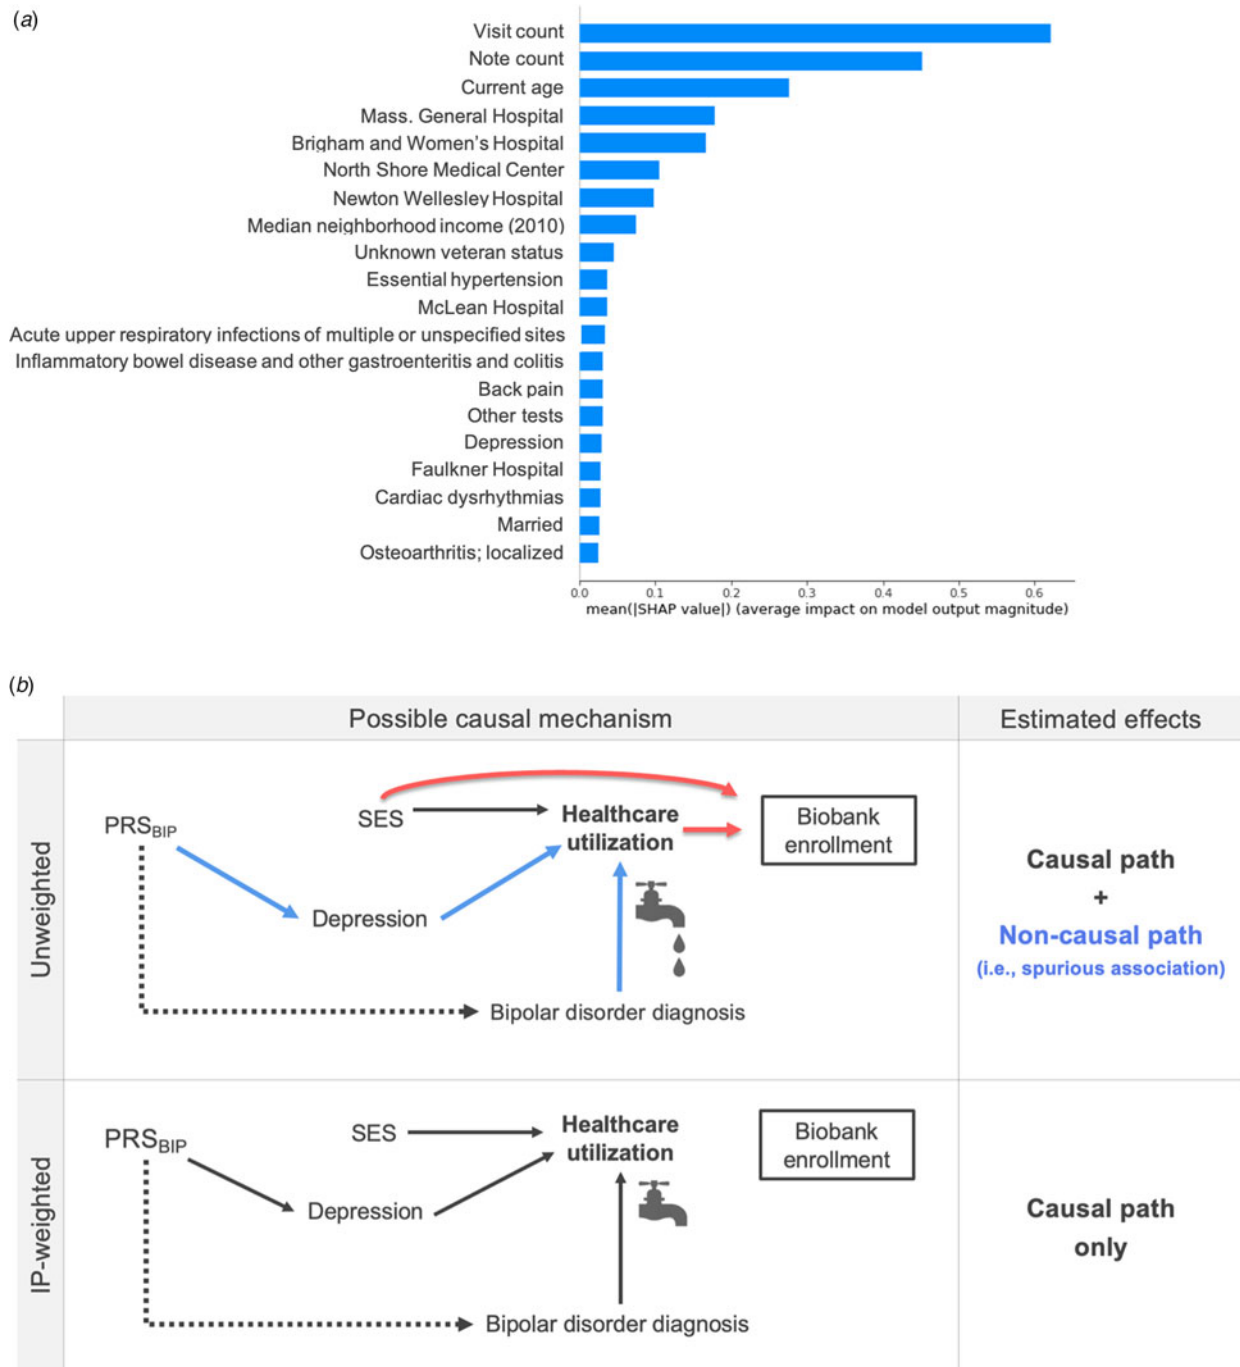 (a)
Visit count
Note count
Current age
Mass. General Hospital
Brigham and Women's Hospital
North Shore Medical Center
Newton Wellesley Hospital
Median neighborhood income (2010)
Unknown veteran status
Essential hypertension
McLean Hospital
Acute upper respiratory infections of multiple or unspecified sites
Inflammatory bowel disease and other gastroenteritis and colitis
Back pain
Other tests
Depression
Faulkner Hospital
Cardiac dysrhythmias
Married
Osteoarthritis; localized
0.0 0.1 0.2 0.3 0.4 0.5 0.6
mean(|SHAP value|) (average impact on model output magnitude)
(b)
Possible causal mechanism
Estimated effects
Unweighted
PRSBIP
SES
Healthcare
utilization
Biobank
enrollment
Depression
Bipolar disorder diagnosis
Causal path
+
Non-causal path
(i.e., spurious association)
IP-weighted
PRSBIP
SES
Healthcare
utilization
Biobank
enrollment
Depression
Bipolar disorder diagnosis
Causal path
only